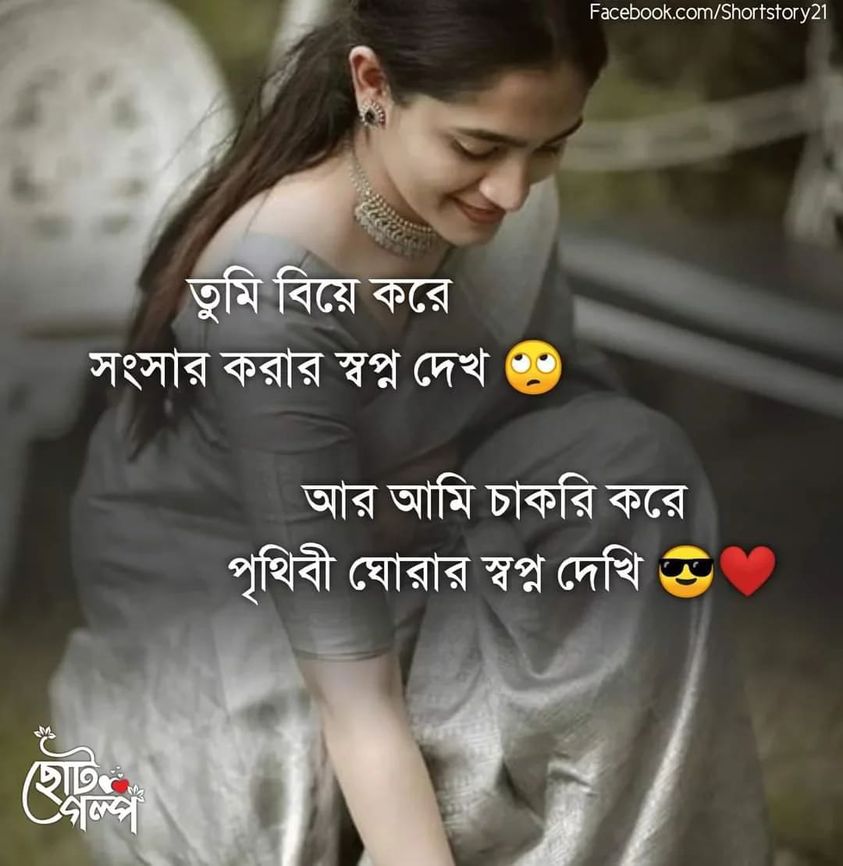 Facebook.com/Shortstory21
তুমি বিয়ে করে
সংসার করার স্বপ্ন দেখ 🙄
আর আমি চাকরি করে
পৃথিবী ঘোরার স্বপ্ন দেখি 😎❤️
ছোট
গল্প